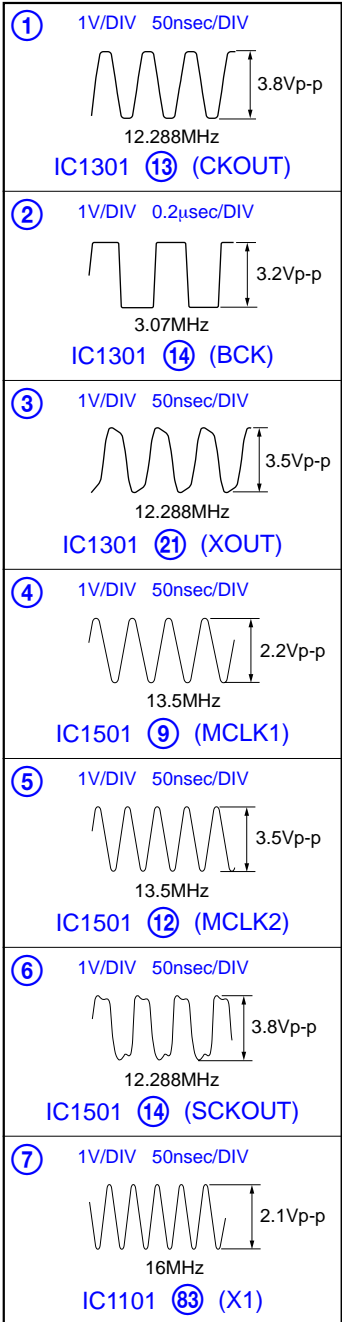 ① 1V/DIV 50nsec/DIV
3.8Vp-p
12.288MHz
IC1301 ⑬ (CKOUT)
② 1V/DIV 0.2µsec/DIV
3.2Vp-p
3.07MHz
IC1301 ⑭ (BCK)
③ 1V/DIV 50nsec/DIV
3.5Vp-p
12.288MHz
IC1301 ㉑ (XOUT)
④ 1V/DIV 50nsec/DIV
2.2Vp-p
13.5MHz
IC1501 ⑨ (MCLK1)
⑤ 1V/DIV 50nsec/DIV
3.5Vp-p
13.5MHz
IC1501 ⑫ (MCLK2)
⑥ 1V/DIV 50nsec/DIV
3.8Vp-p
12.288MHz
IC1501 ⑭ (SCKOUT)
⑦ 1V/DIV 50nsec/DIV
2.1Vp-p
16MHz
IC1101 83 (X1)